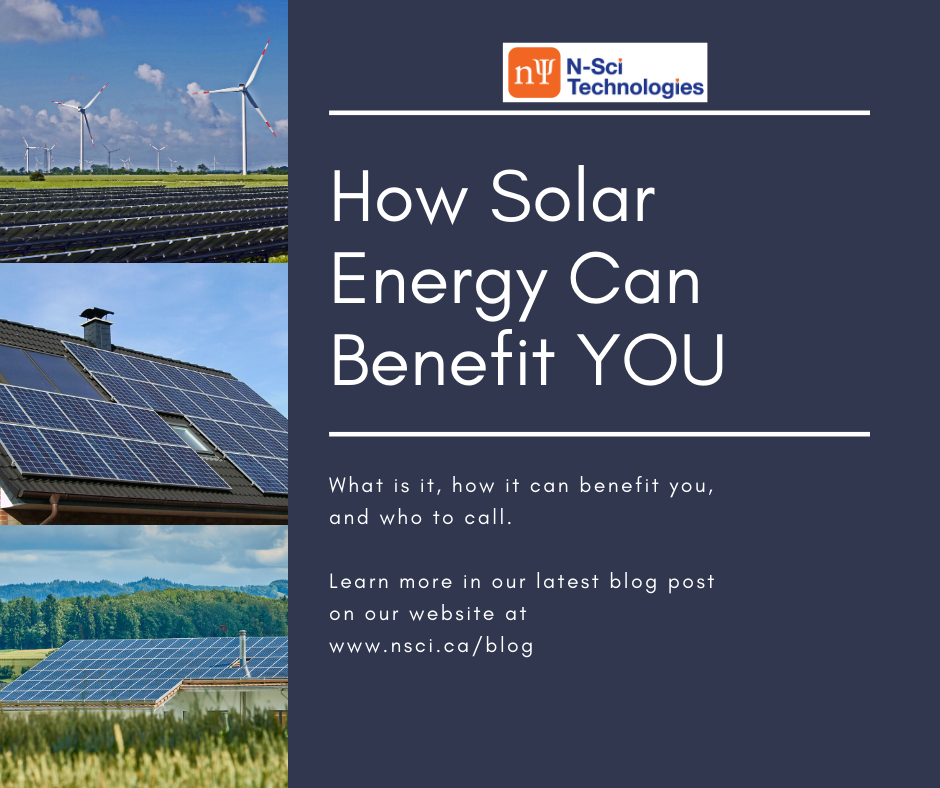 nΨ N-Sci
Technologies
How Solar
Energy Can
Benefit YOU
What is it, how it can benefit you,
and who to call.
Learn more in our latest blog post
on our website at
www.nsci.ca/blog